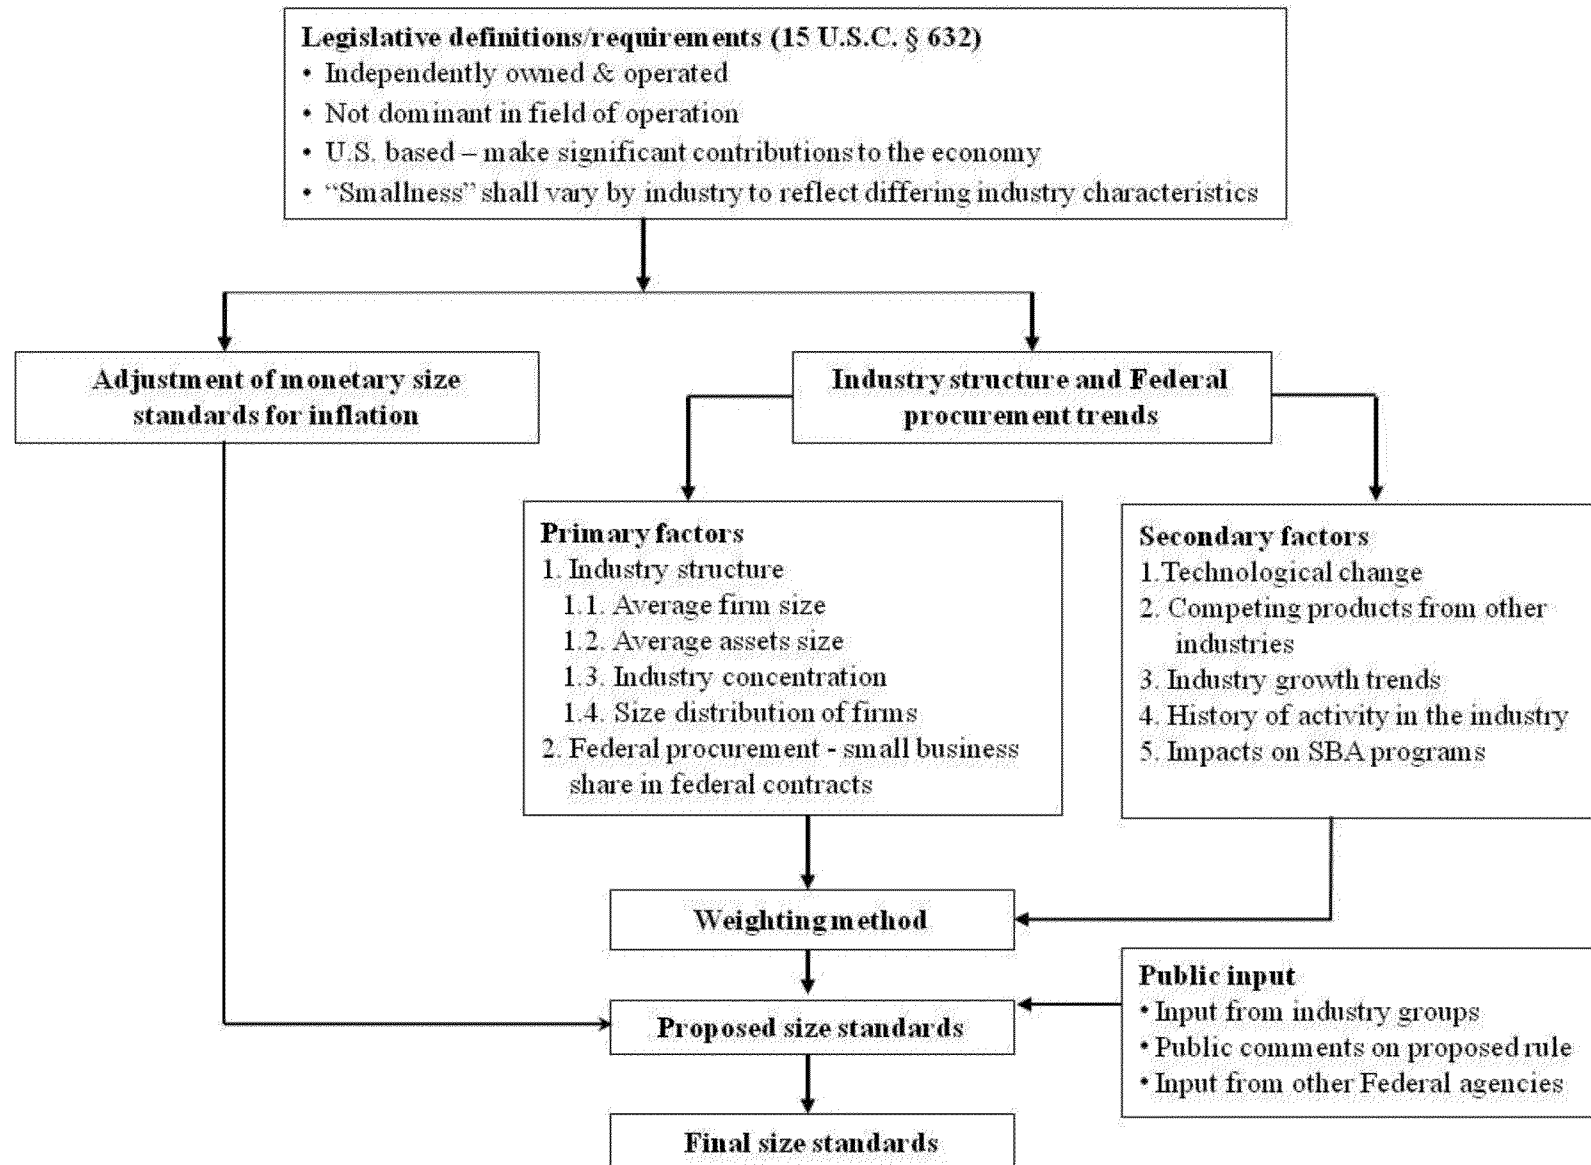 Legislative definitions/requirements (15 U.S.C. § 632)
• Independently owned & operated
• Not dominant in field of operation
• U.S. based – make significant contributions to the economy
• “Smallness” shall vary by industry to reflect differing industry characteristics
Adjustment of monetary size
standards for inflation
Industry structure and Federal
procurement trends
Primary factors
1. Industry structure
1.1. Average firm size
1.2. Average assets size
1.3. Industry concentration
1.4. Size distribution of firms
2. Federal procurement - small business
share in federal contracts
Secondary factors
1.Technological change
2. Competing products from other
industries
3. Industry growth trends
4. History of activity in the industry
5. Impacts on SBA programs
Weighting method
Public input
• Input from industry groups
• Public comments on proposed rule
• Input from other Federal agencies
Proposed size standards
Final size standards